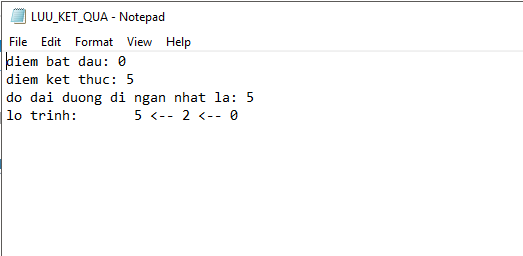 LUU_KET_QUA - Notepad
File Edit Format View Help
diem bat dau: 0
diem ket thuc: 5
do dai duong di ngan nhat la: 5
lo trinh: 5 <-- 2 <-- 0